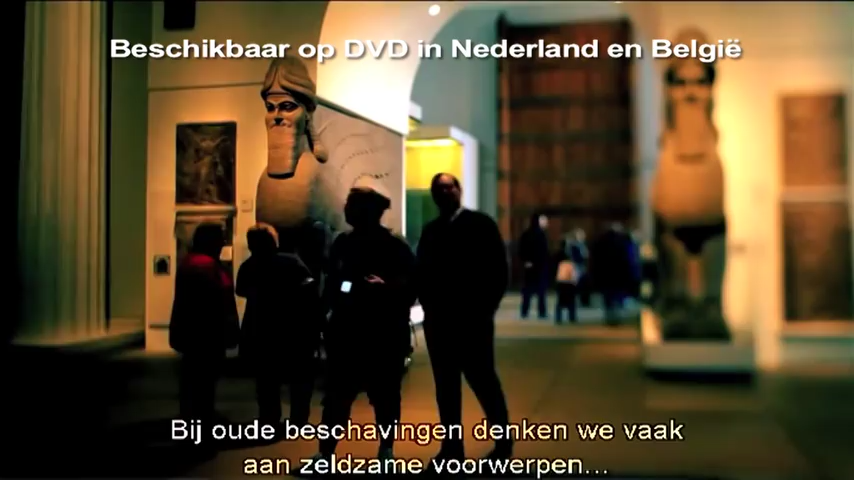 Beschikbaar op DVD in Nederland en België
Bij oude beschavingen denken we vaak
aan zeldzame voorwerpen...